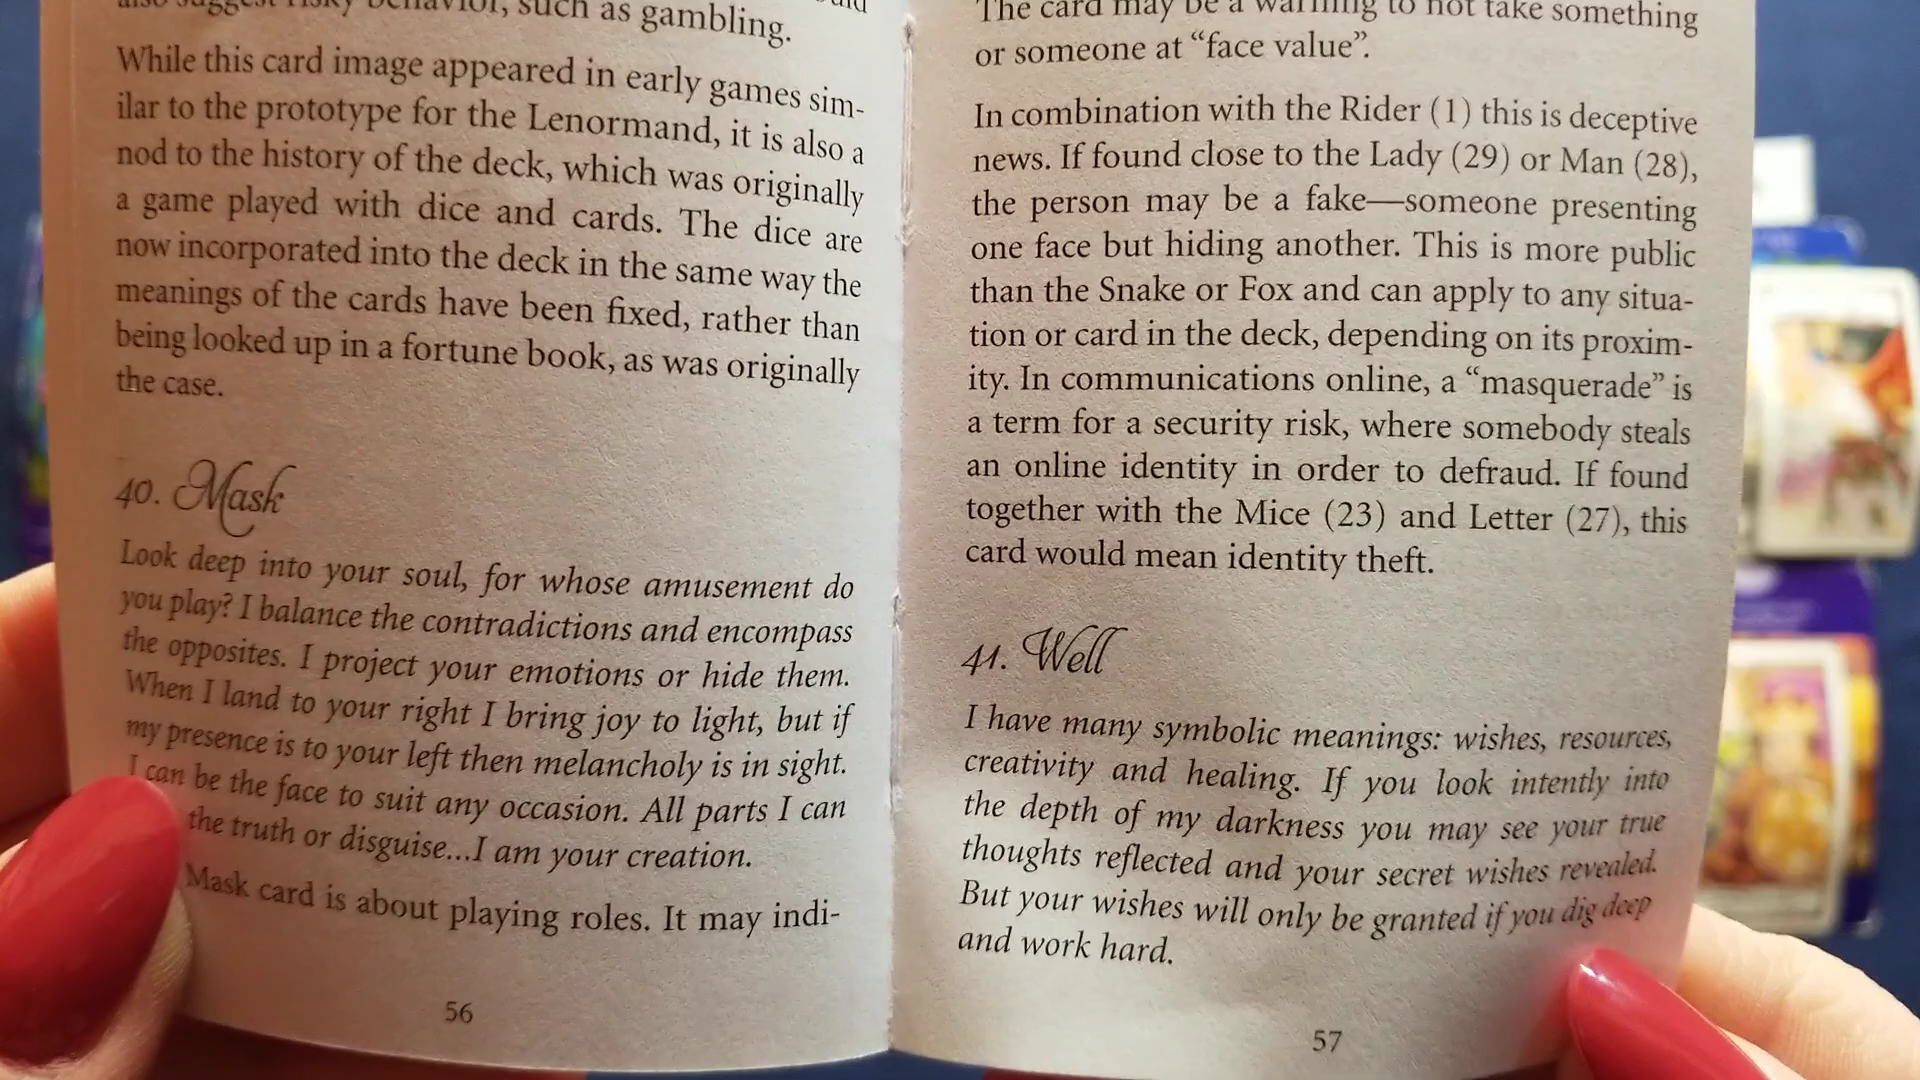 also suggest risky behavior, such as gambling.
While this card image appeared in early games sim-
ilar to the prototype for the Lenormand, it is also a
nod to the history of the deck, which was originally
a game played with dice and cards. The dice are
now incorporated into the deck in the same way the
meanings of the cards have been fixed, rather than
being looked up in a fortune book, as was originally
the case.
40. Mask
Look deep into your soul, for whose amusement do
you play? I balance the contradictions and encompass
the opposites. I project your emotions or hide them.
When I land to your right I bring joy to light, but if
my presence is to your left then melancholy is in sight.
I can be the face to suit any occasion. All parts I can
the truth or disguise...I am your creation.
Mask card is about playing roles. It may indi-
56
The card may be a warning to not take something
or someone at “face value”.
In combination with the Rider (1) this is deceptive
news. If found close to the Lady (29) or Man (28),
the person may be a fake—someone presenting
one face but hiding another. This is more public
than the Snake or Fox and can apply to any situa-
tion or card in the deck, depending on its proxim-
ity. In communications online, a “masquerade” is
a term for a security risk, where somebody steals
an online identity in order to defraud. If found
together with the Mice (23) and Letter (27), this
card would mean identity theft.
41. Well
I have many symbolic meanings: wishes, resources,
creativity and healing. If you look intently into
the depth of my darkness you may see your true
thoughts reflected and your secret wishes revealed.
But your wishes will only be granted if you dig deep
and work hard.
57